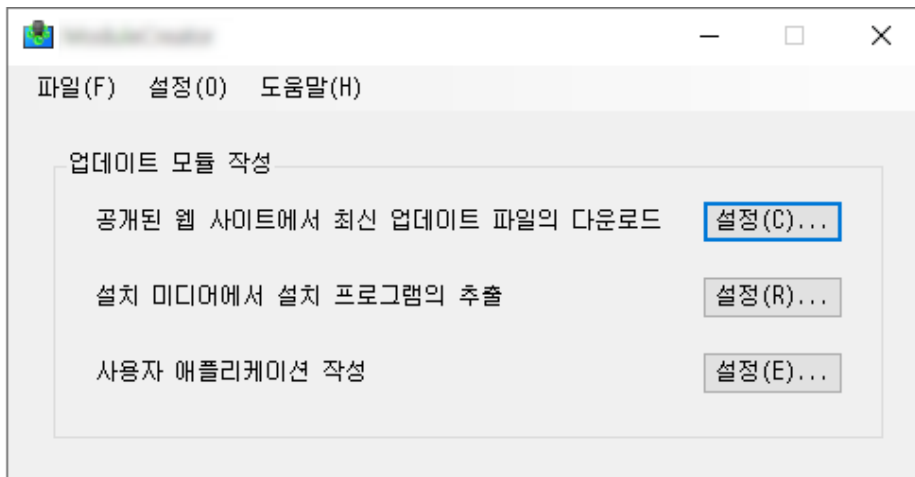 파일(F) 설정(O) 도움말(H)
업데이트 모듈 작성
공개된 웹 사이트에서 최신 업데이트 파일의 다운로드 설정(C)...
설치 미디어에서 설치 프로그램의 추출 설정(R)...
사용자 애플리케이션 작성 설정(E)...